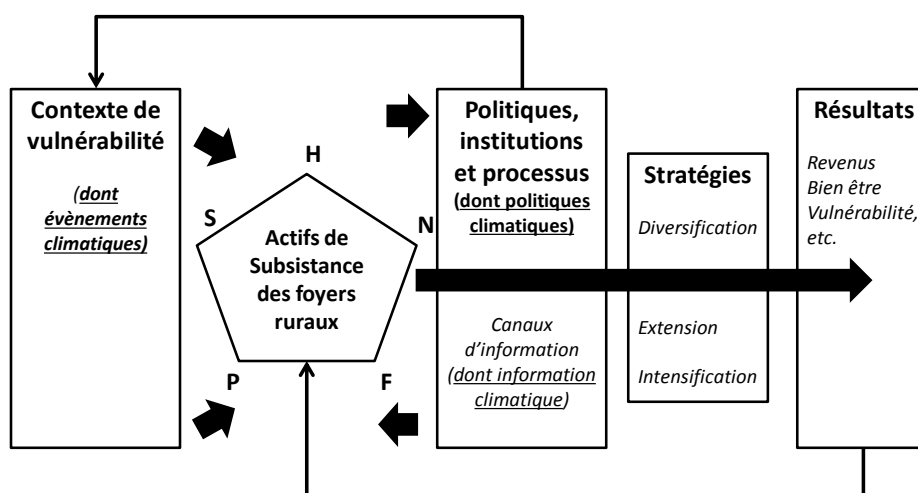 Contexte de
vulnérabilité
(dont
évènements
climatiques)
H
S
N
P
F
Actifs de
Subsistance
des foyers
ruraux
Politiques,
institutions
et processus
(dont politiques
climatiques)
Canaux
d'information
(dont information
climatique)
Stratégies
Diversification
Extension
Intensification
Résultats
Revenus
Bien être
Vulnérabilité,
etc.